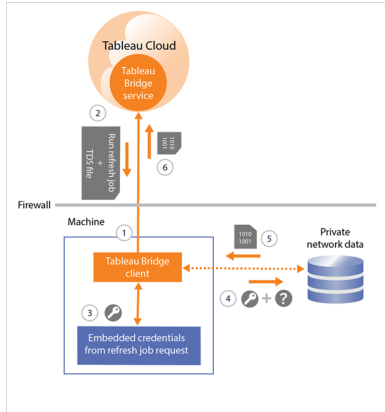 Tableau Cloud
Tableau
Bridge
service
2
Run refresh job
+
TDS file
1010
1001
6
Firewall
Machine
1
1010
1001
5
Private
network data
Tableau Bridge
client
3
4
+
?
Embedded credentials
from refresh job request